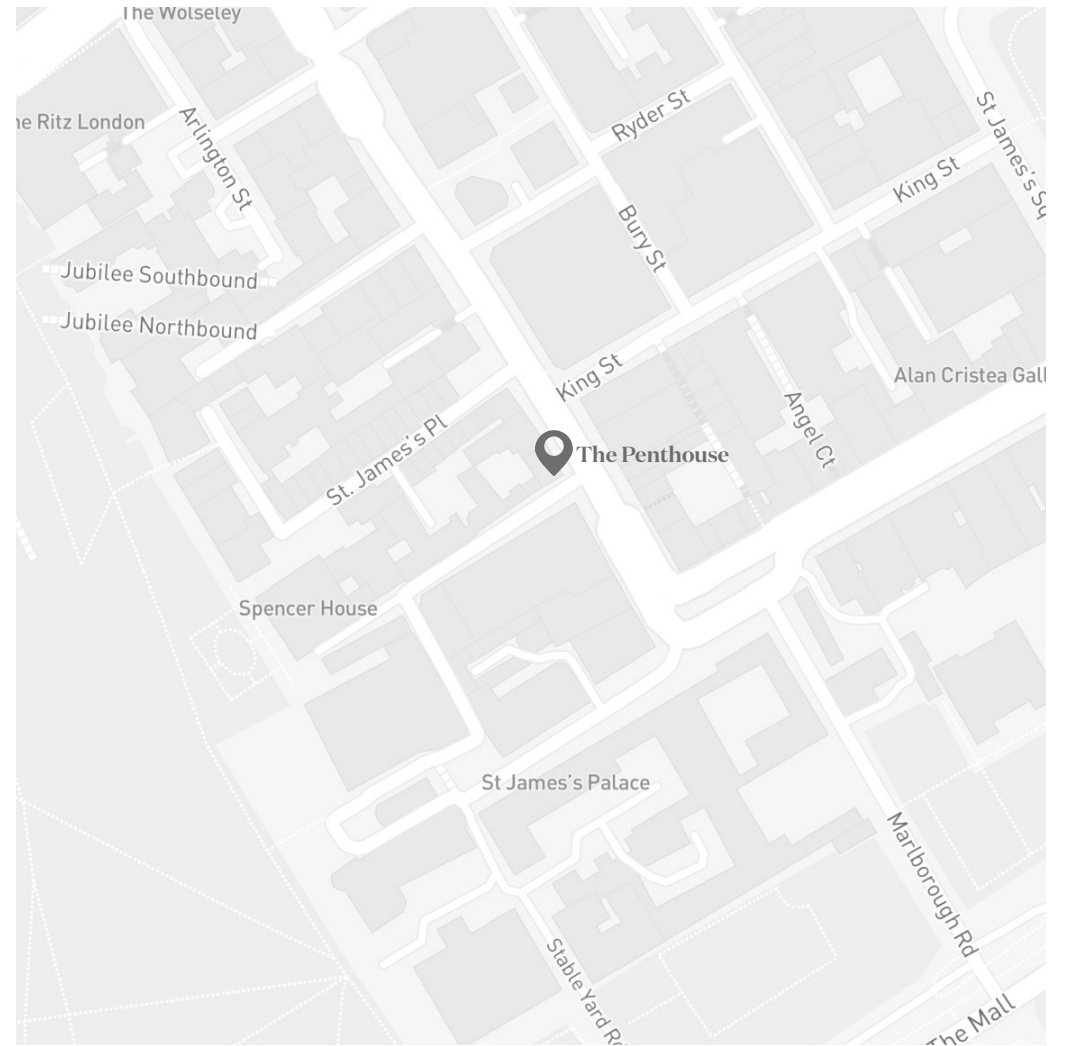 The Wolseley
ne Ritz London
Arlington St
Ryder St
St James's Sq
King St
Bury St
Jubilee Southbound
Jubilee Northbound
King St
Alan Cristea Gall
Angel Ct
St. James's Pl
The Penthouse
Spencer House
St James's Palace
Marlborough Rd
Stable Yard Rd
The Mall